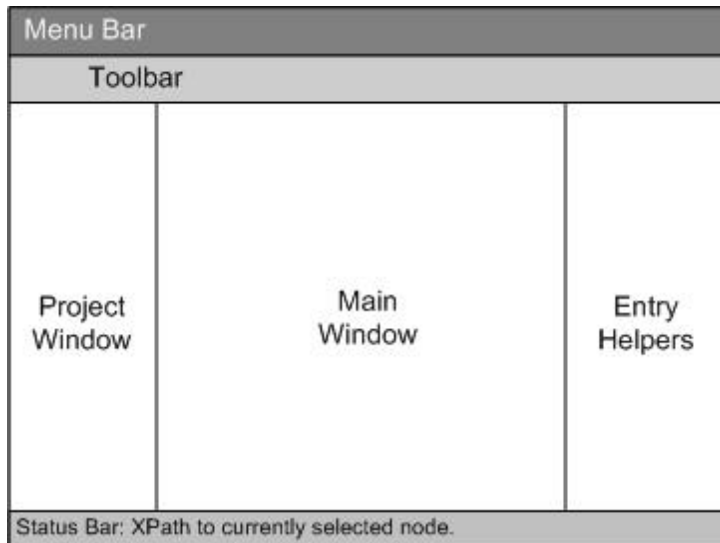 Menu Bar
Toolbar
Project
Window
Main
Window
Entry
Helpers
Status Bar: XPath to currently selected node.